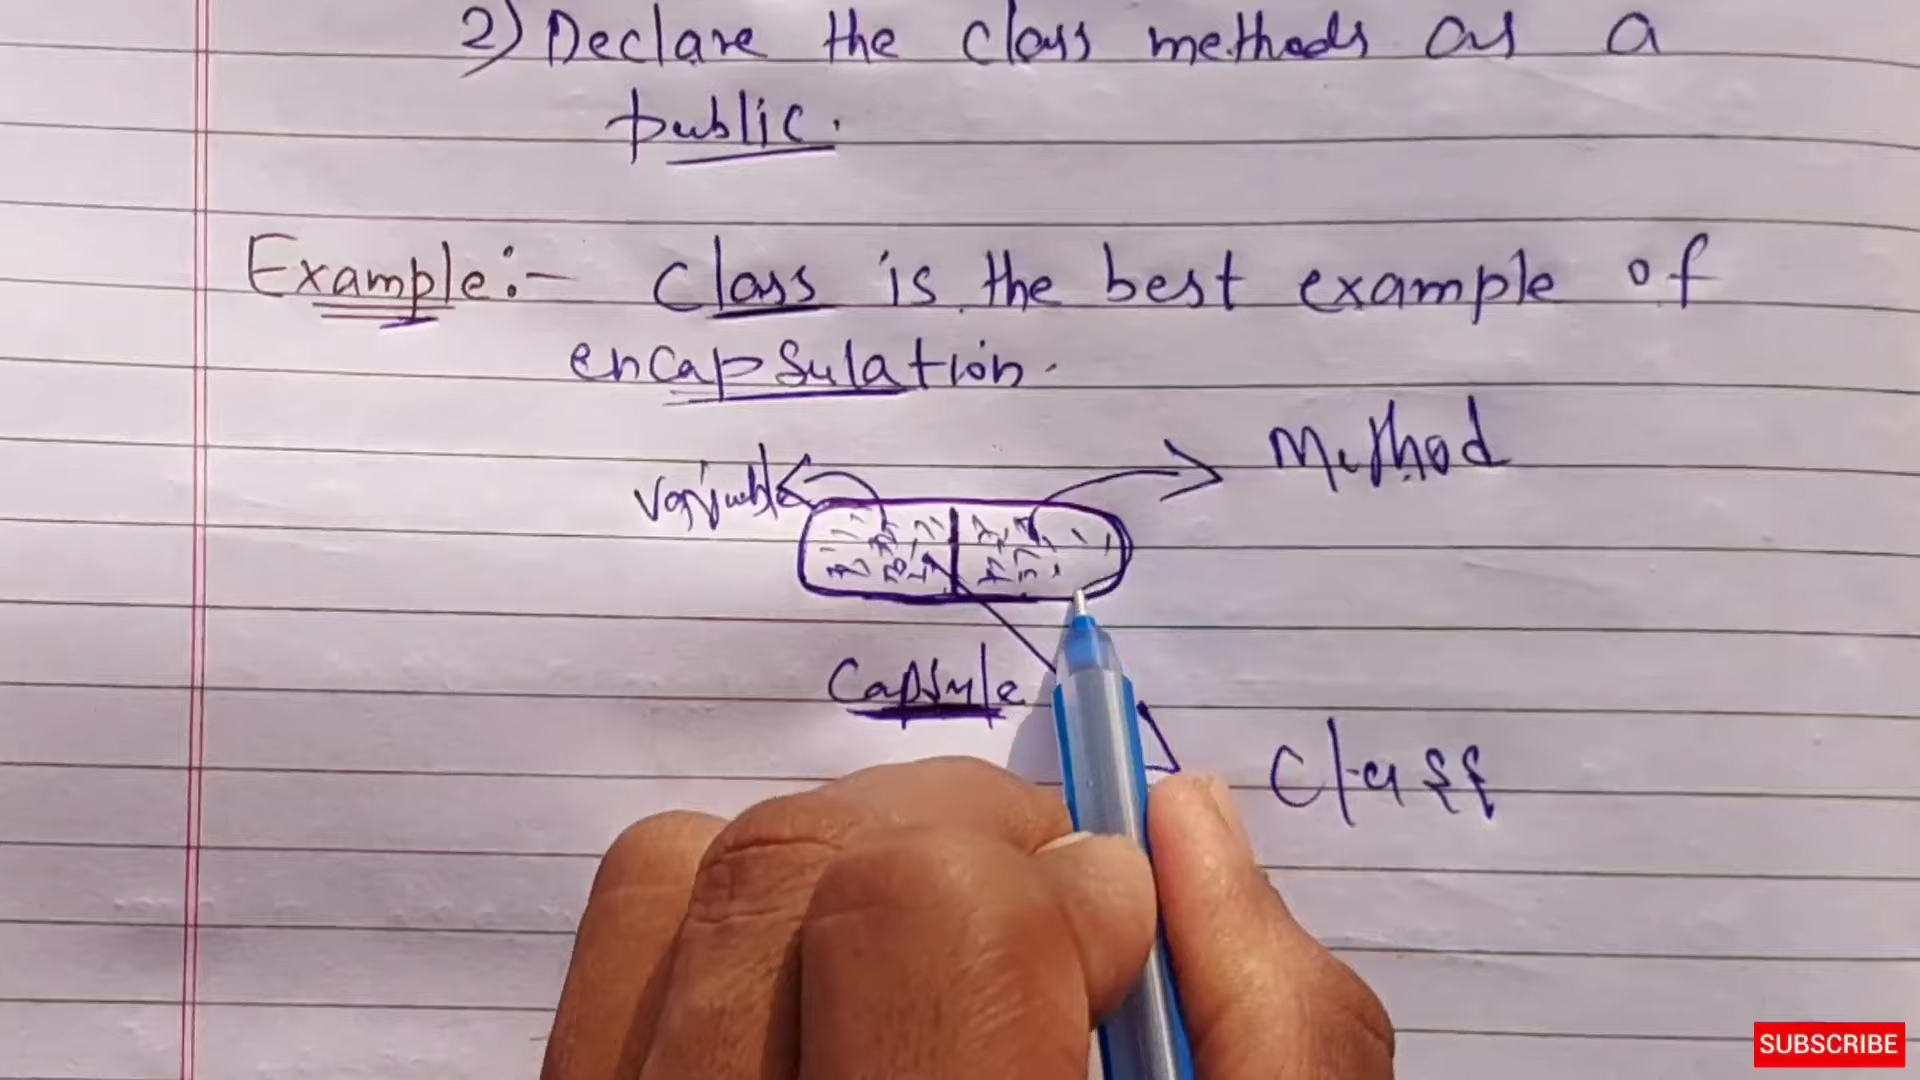 2) Declare the class methods as a
public.
Example:- Class is the best example of
encapsulation.
Method
Variable
Capsule
Class
SUBSCRIBE